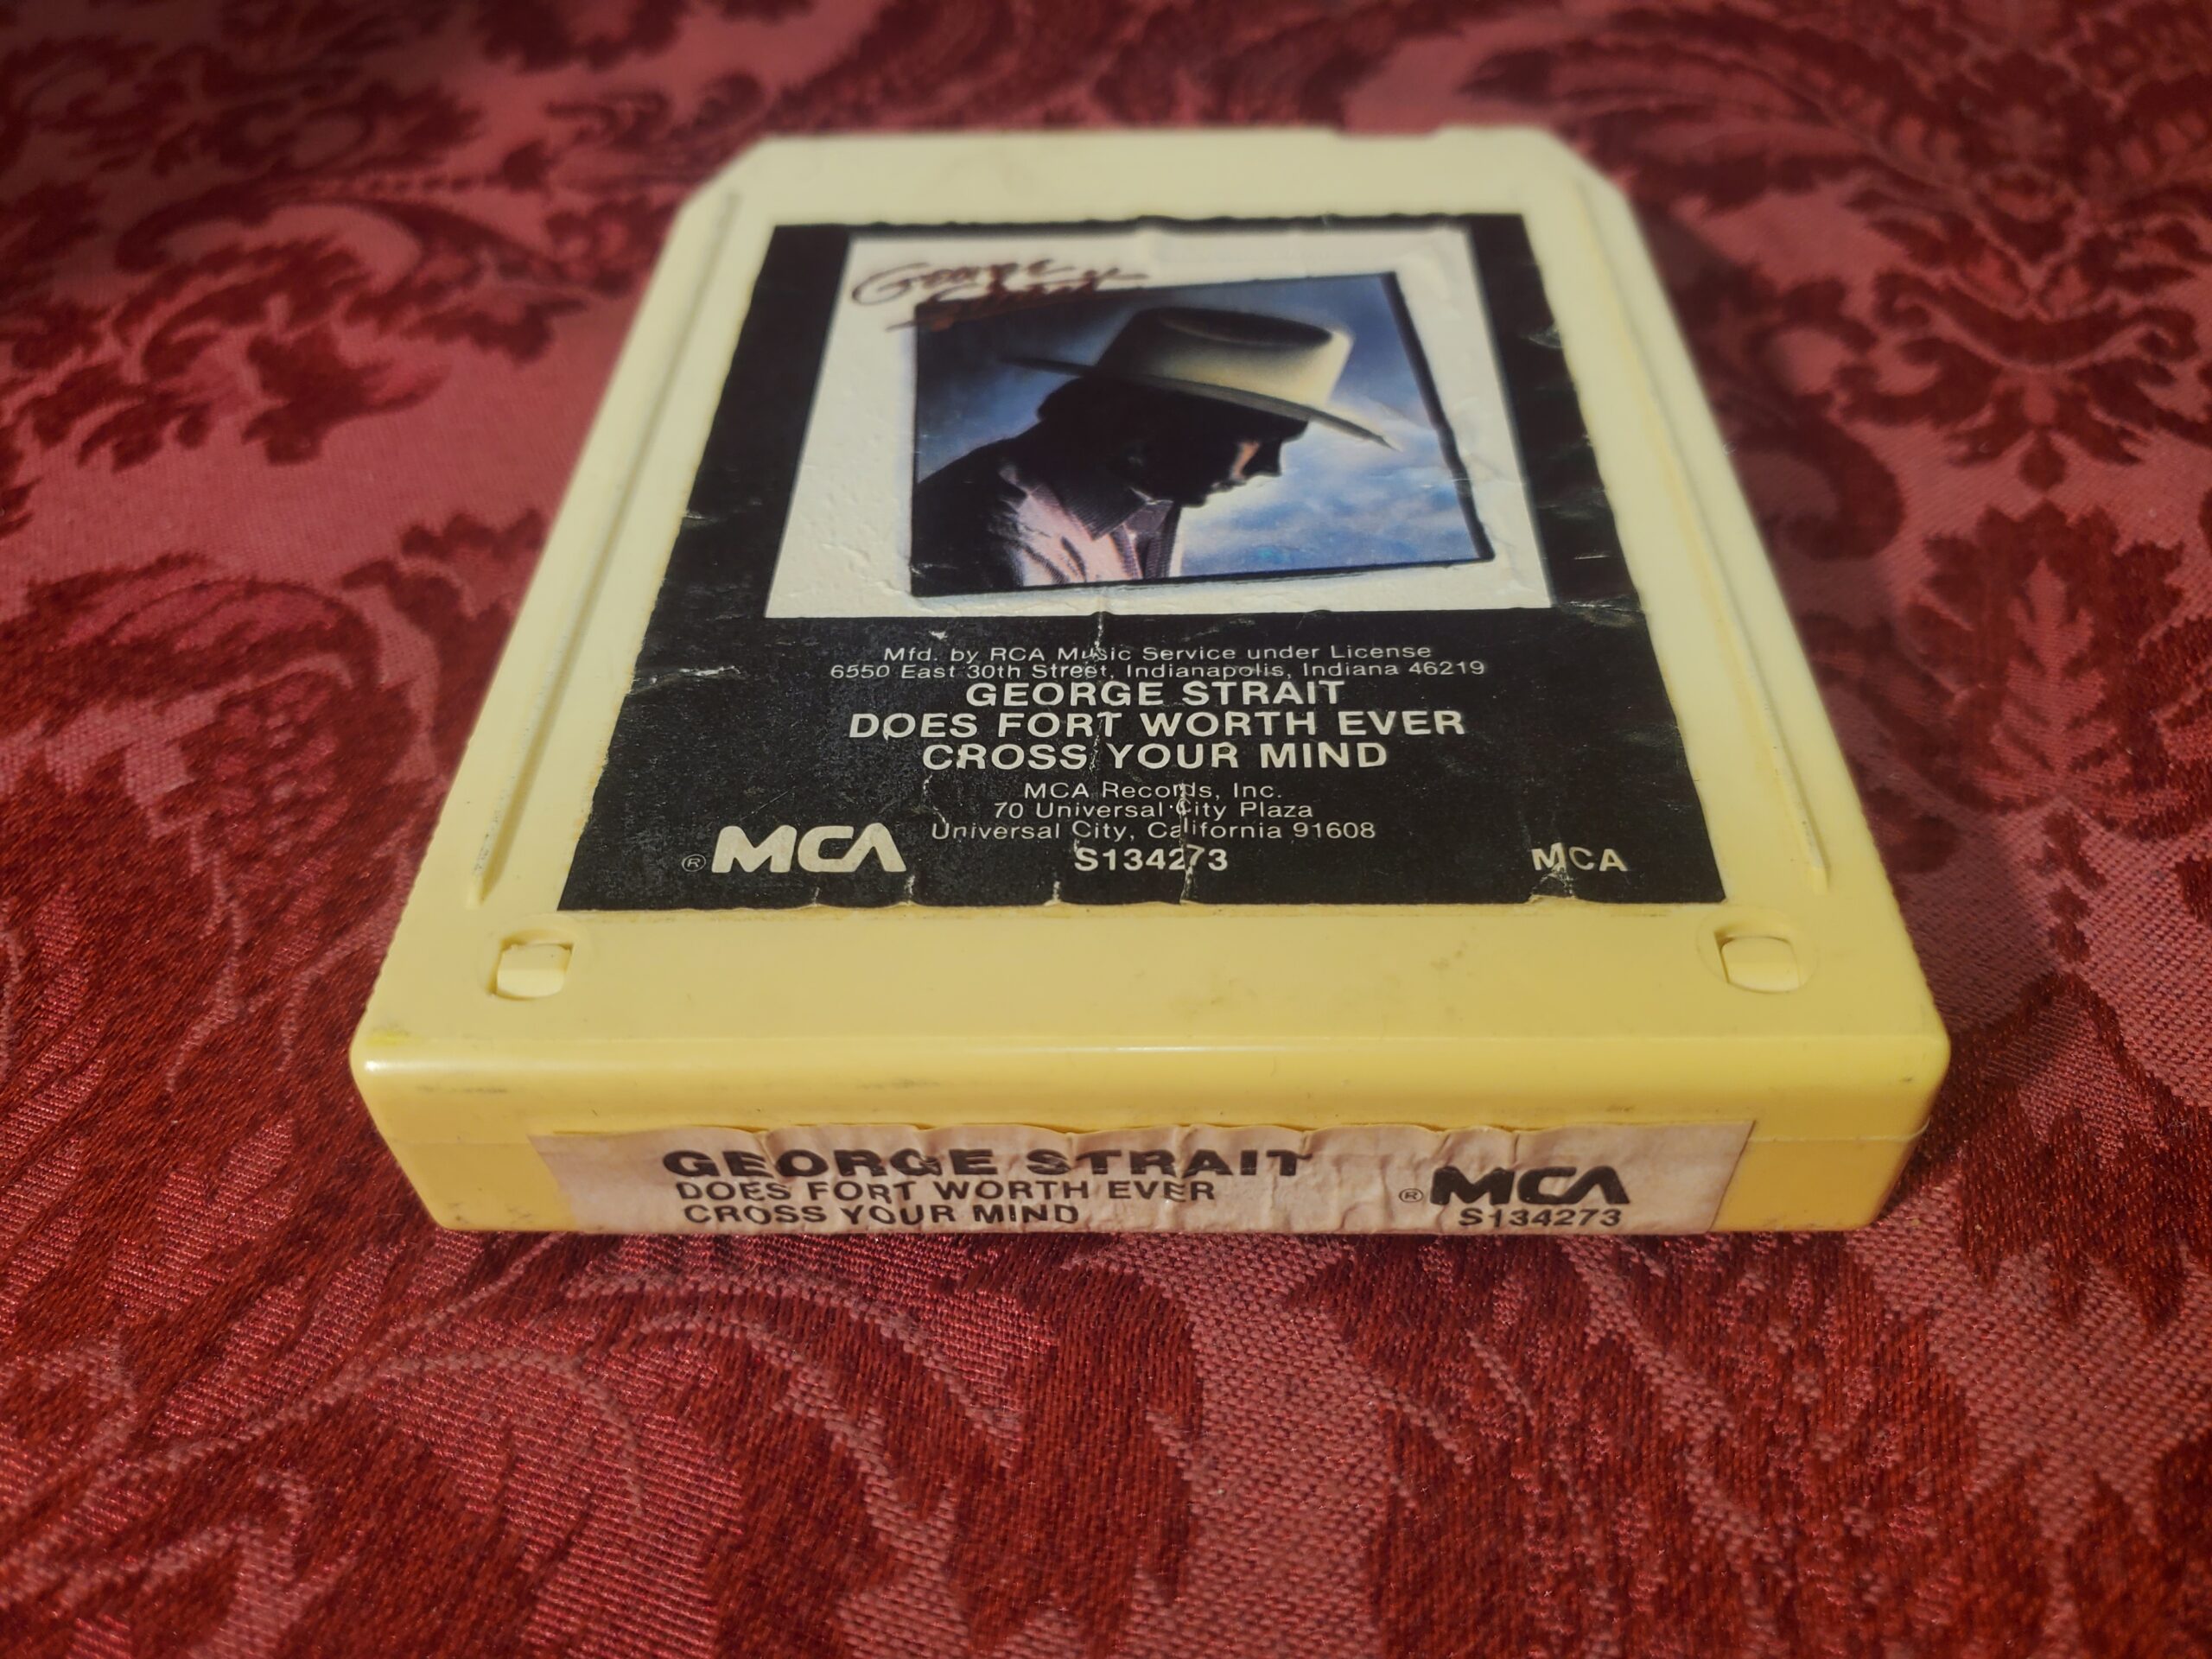 George
Strait
Mfd. by RCA Music Service under License
6550 East 30th Street, Indianapolis, Indiana 46219
GEORGE STRAIT
DOES FORT WORTH EVER
CROSS YOUR MIND
MCA Records, Inc.
70 Universal City Plaza
Universal City, California 91608
® MCA S134273 MCA
GEORGE STRAIT
DOES FORT WORTH EVER
CROSS YOUR MIND
® MCA
S134273